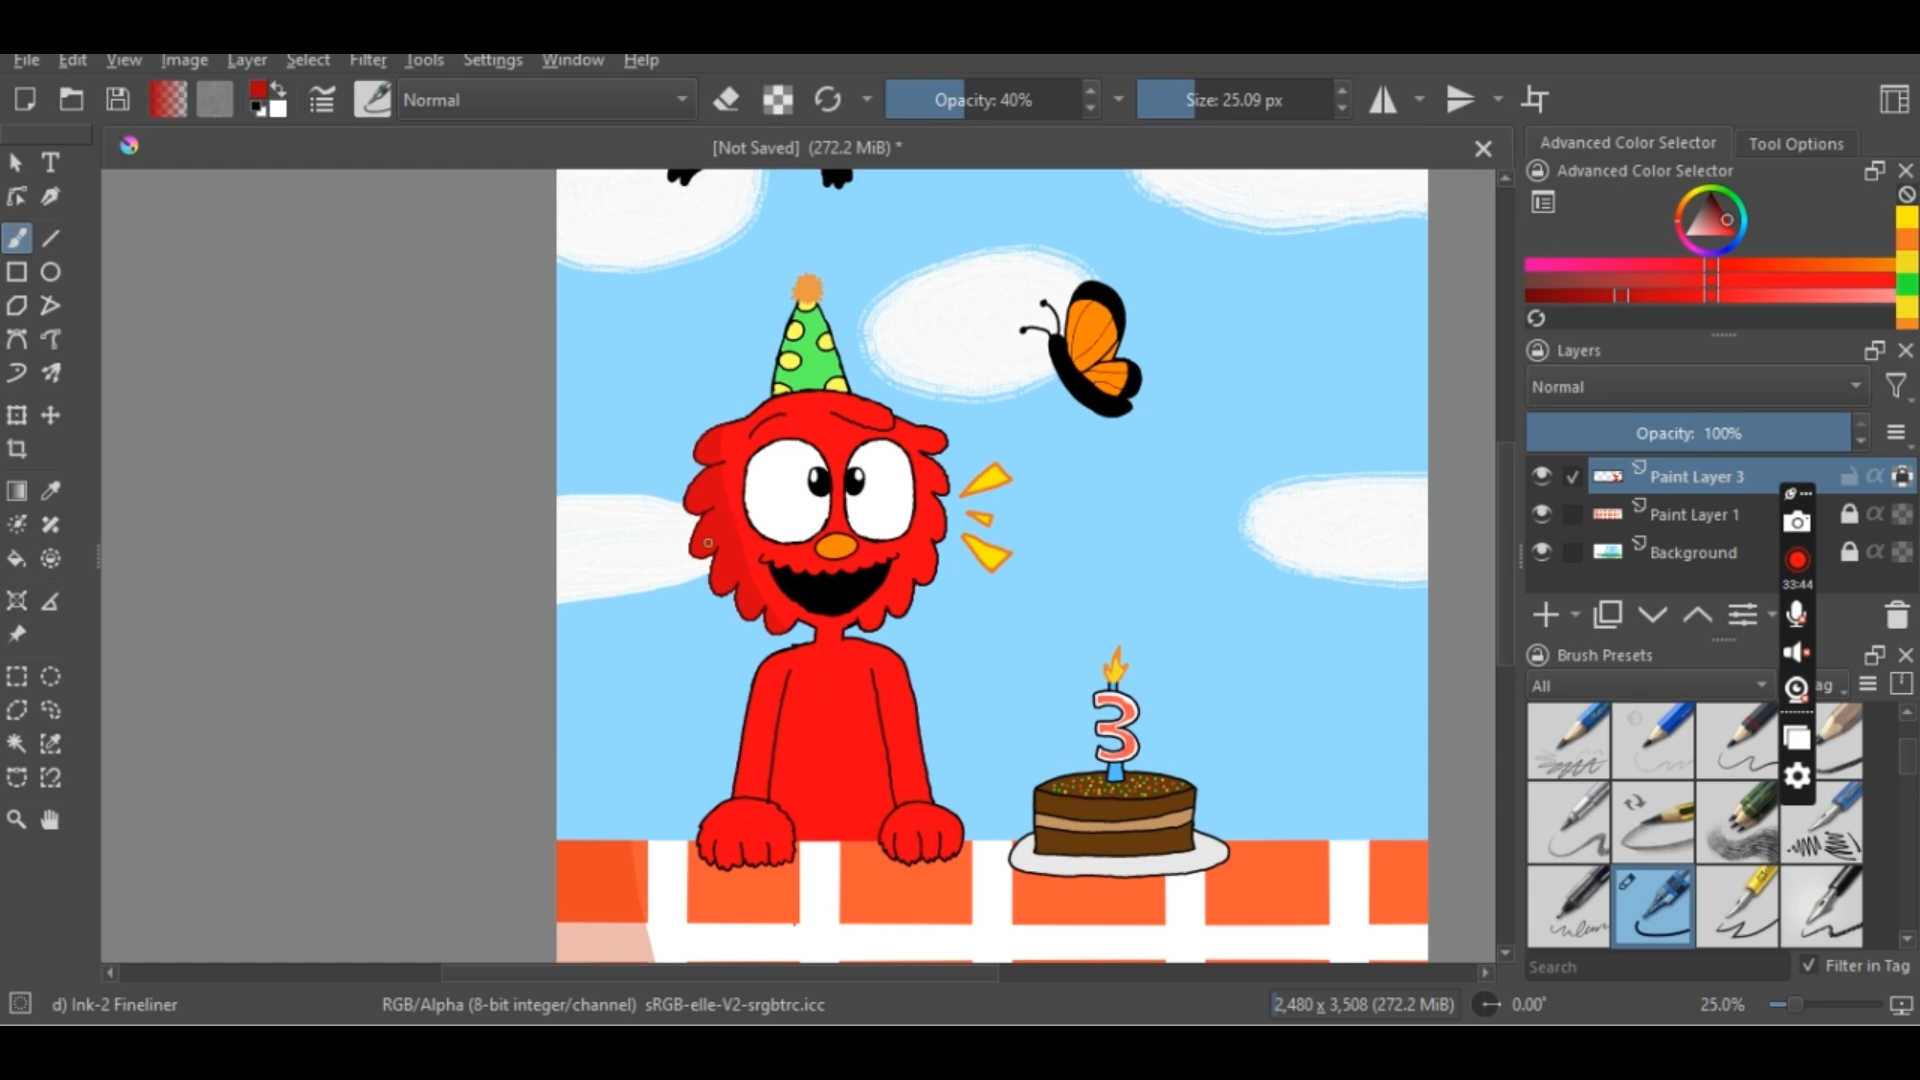 File Edit View Image Layer Select Filter Tools Settings Window Help
Normal
Opacity: 40%
Size: 25.09 px
[Not Saved] (272.2 MiB) *
Advanced Color Selector
Tool Options
Advanced Color Selector
Layers
Normal
Opacity: 100%
Paint Layer 3
Paint Layer 1
Background
33:44
Brush Presets
All
ag
3
Search
Filter in Tag
d) Ink-2 Fineliner
RGB/Alpha (8-bit integer/channel) sRGB-elle-V2-srgbtrc.icc
2,480 x 3,508 (272.2 MiB)
0.00°
25.0%